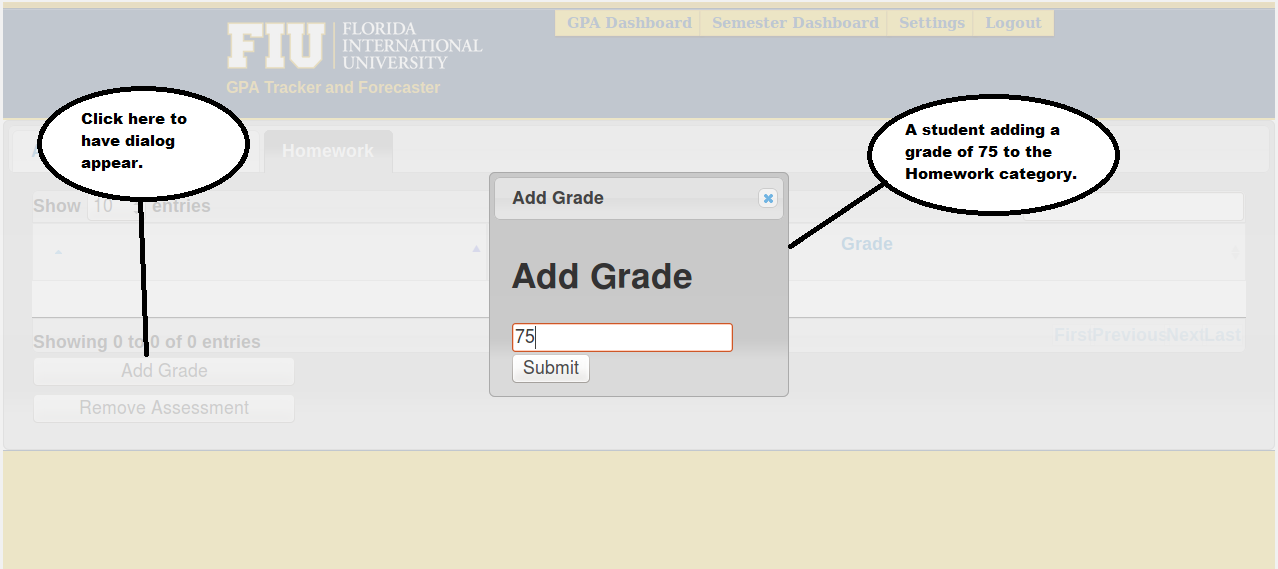 GPA Dashboard Semester Dashboard Settings Logout
FIU
FLORIDA
INTERNATIONAL
UNIVERSITY
GPA Tracker and Forecaster
Click here to
have dialog
appear.
A student adding a
grade of 75 to the
Homework category.
Homework
Show 10 entries
Add Grade
Grade
Add Grade
75
Submit
Showing 0 to 0 of 0 entries
FirstPreviousNextLast
Add Grade
Remove Assessment